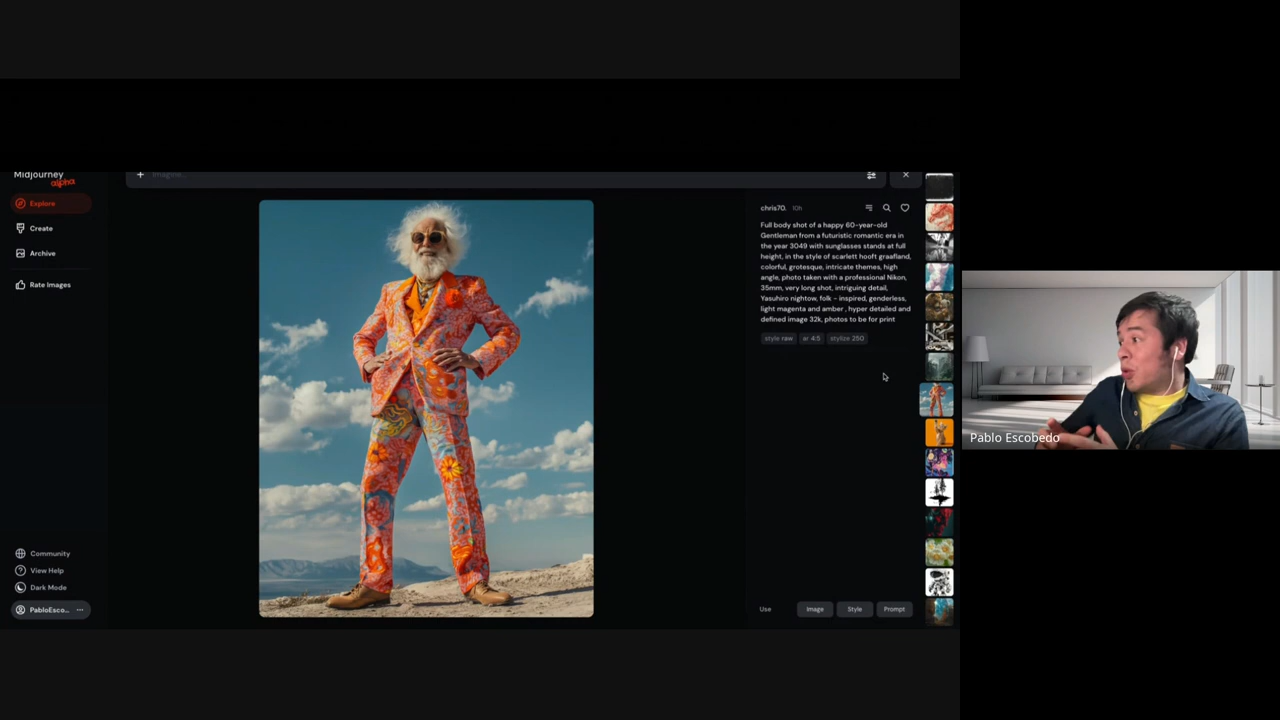 Midjourney
alpha
Imagine...
Explore
Create
Archive
Rate Images
chris70. 10h
Full body shot of a happy 60-year-old
Gentleman from a futuristic romantic era in
the year 3049 with sunglasses stands at full
height, in the style of scarlett hooft graafland,
colorful, grotesque, intricate themes, high
angle, photo taken with a professional Nikon,
35mm, very long shot, intriguing detail,
Yasuhiro nightow, folk - inspired, genderless,
light magenta and amber , hyper detailed and
defined image 32k, photos to be for print
style raw ar 4:5 stylize 250
Pablo Escobedo
Community
View Help
Dark Mode
PabloEsco... ...
Use Image Style Prompt